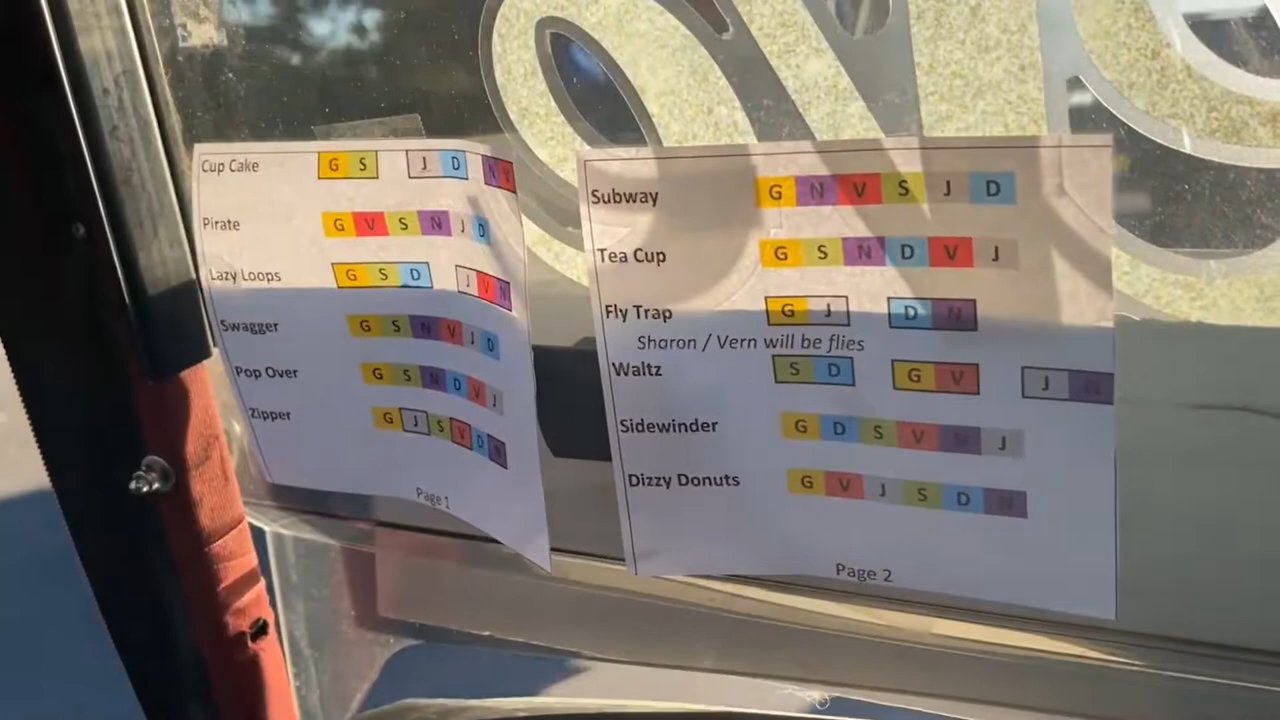 Cup Cake G S J D N V
Pirate G V S N J D
Lazy Loops G S D J V N
Swagger G S N V J D
Pop Over G S N D V J
Zipper G J S V D N
Page 1
Subway G N V S J D
Tea Cup G S N D V J
Fly Trap G J D N
Sharon / Vern will be flies
Waltz S D G V J N
Sidewinder G D S V N J
Dizzy Donuts G V J S D N
Page 2